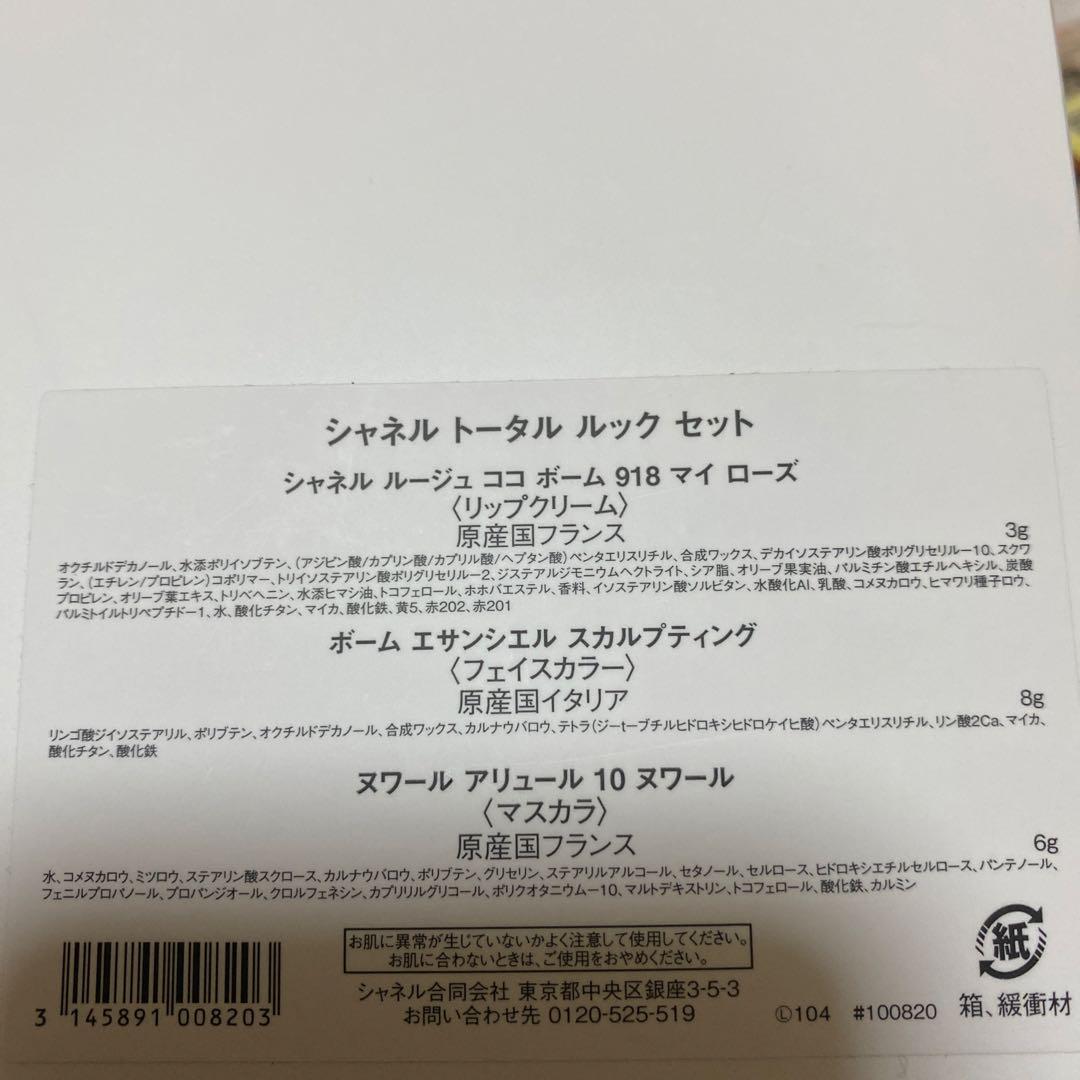 シャネル トータル ルック セット
シャネル ルージュ ココ ボーム 918 マイ ローズ
〈リップクリーム〉
原産国フランス
3g
オクチルドデカノール、水添ポリイソブテン、(アジピン酸/カプリン酸/カプリル酸/ヘプタン酸)ペンタエリスリチル、合成ワックス、デカイソステアリン酸ポリグリセリル－10、スクワ
ラン、(エチレン/プロピレン)コポリマー、トリイソステアリン酸ポリグリセリル－2、ジステアルジモニウムヘクトライト、シア脂、オリーブ果実油、パルミチン酸エチルヘキシル、炭酸
プロピレン、オリーブ葉エキス、トリベヘニン、水添ヒマシ油、トコフェロール、ホホバエステル、香料、イソステアリン酸ソルビタン、水酸化Al、乳酸、コメヌカロウ、ヒマワリ種子ロウ、
パルミトイルトリペプチド－1、水、酸化チタン、マイカ、酸化鉄、黄5、赤202、赤201
ボーム エサンシエル スカルプティング
〈フェイスカラー〉
原産国イタリア
8g
リンゴ酸ジイソステアリル、ポリブテン、オクチルドデカノール、合成ワックス、カルナウバロウ、テトラ(ジ－t－ブチルヒドロキシヒドロケイヒ酸)ペンタエリスリチル、リン酸2Ca、マイカ、
酸化チタン、酸化鉄
ヌワール アリュール 10 ヌワール
〈マスカラ〉
原産国フランス
6g
水、コメヌカロウ、ミツロウ、ステアリン酸スクロース、カルナウバロウ、ポリブテン、グリセリン、ステアリルアルコール、セタノール、セルロース、ヒドロキシエチルセルロース、パンテノール、
フェニルプロパノール、プロパンジオール、クロルフェネシン、カプリリルグリコール、ポリクオタニウム－10、マルトデキストリン、トコフェロール、酸化鉄、カルミン
お肌に異常が生じていないかよく注意して使用してください。
お肌に合わないときは、ご使用をおやめください。
シャネル合同会社 東京都中央区銀座3-5-3
お問い合わせ先 0120-525-519
3 145891 008203
Ⓛ104 #100820
紙
箱、緩衝材